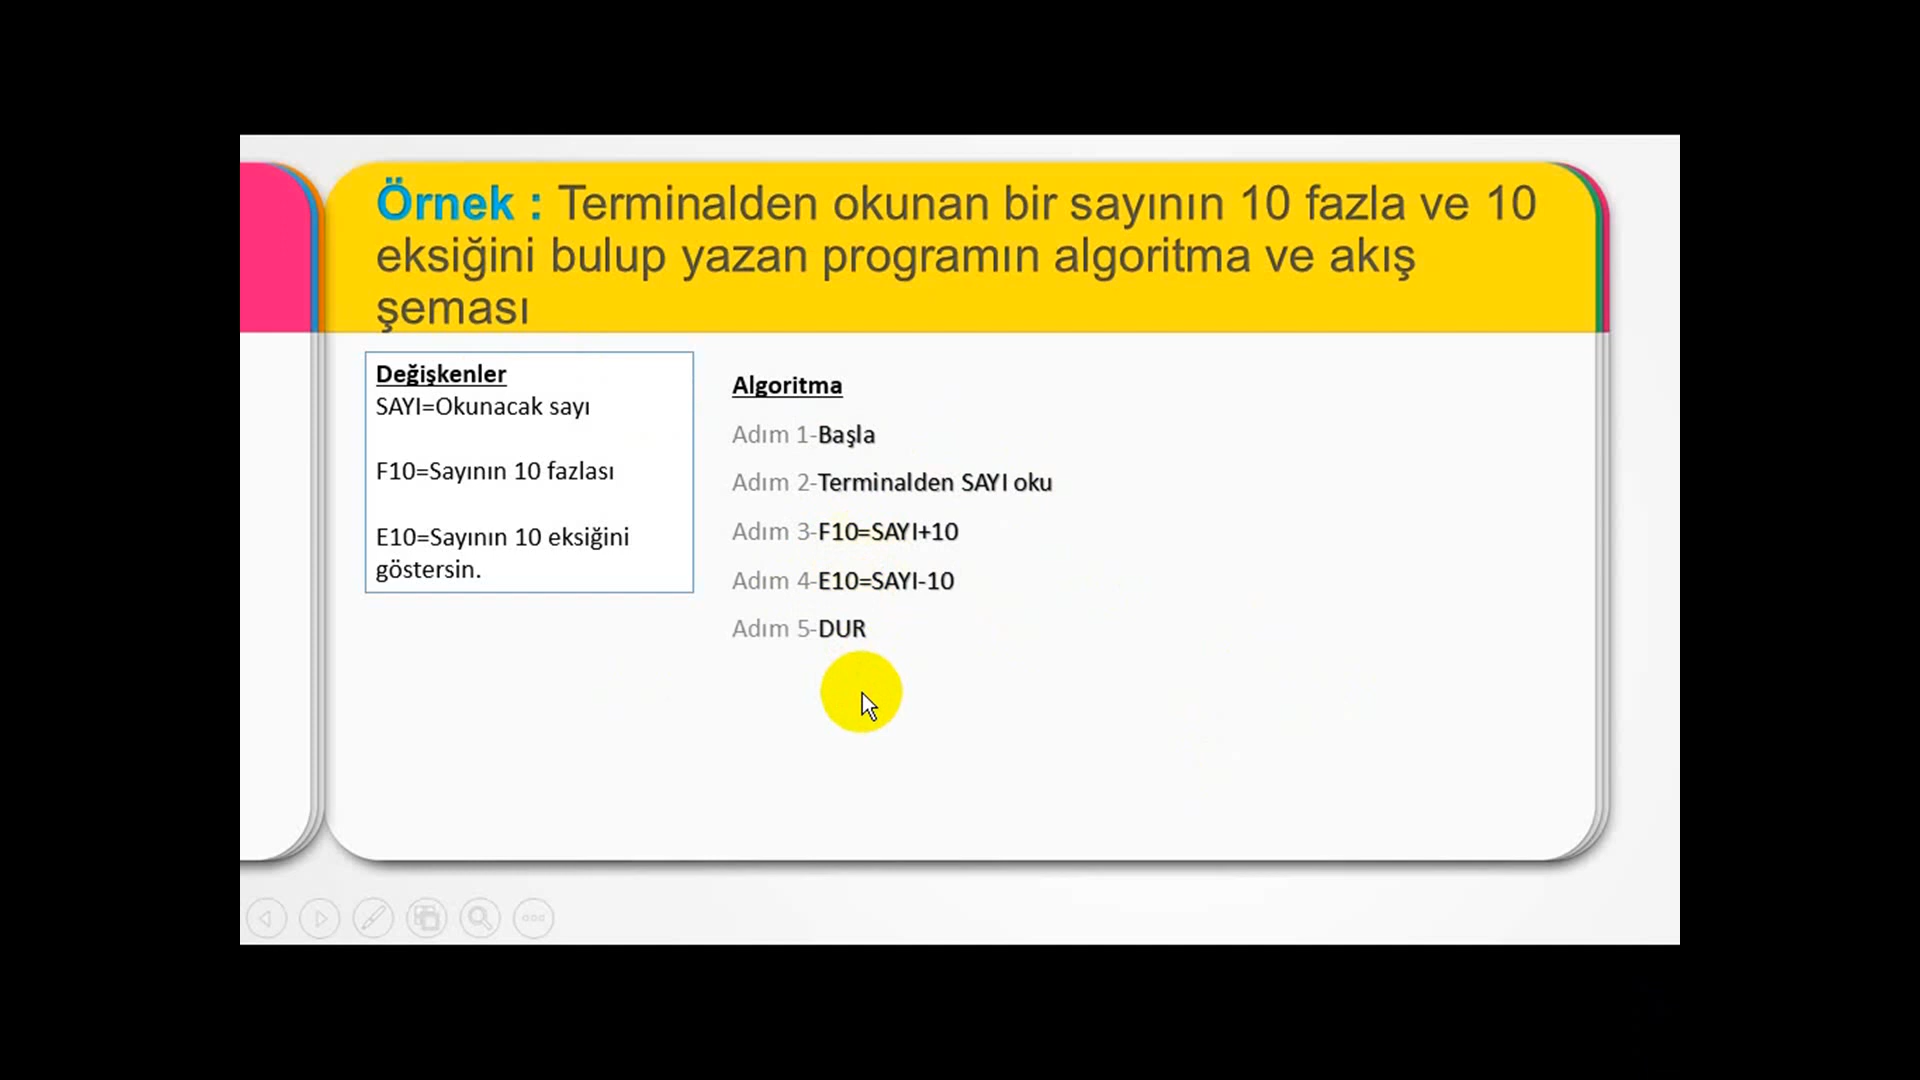 Örnek : Terminalden okunan bir sayının 10 fazla ve 10
eksiğini bulup yazan programın algoritma ve akış
şeması
Değişkenler
SAYI=Okunacak sayı
F10=Sayının 10 fazlası
E10=Sayının 10 eksiğini
göstersin.
Algoritma
Adım 1-Başla
Adım 2-Terminalden SAYI oku
Adım 3-F10=SAYI+10
Adım 4-E10=SAYI-10
Adım 5-DUR